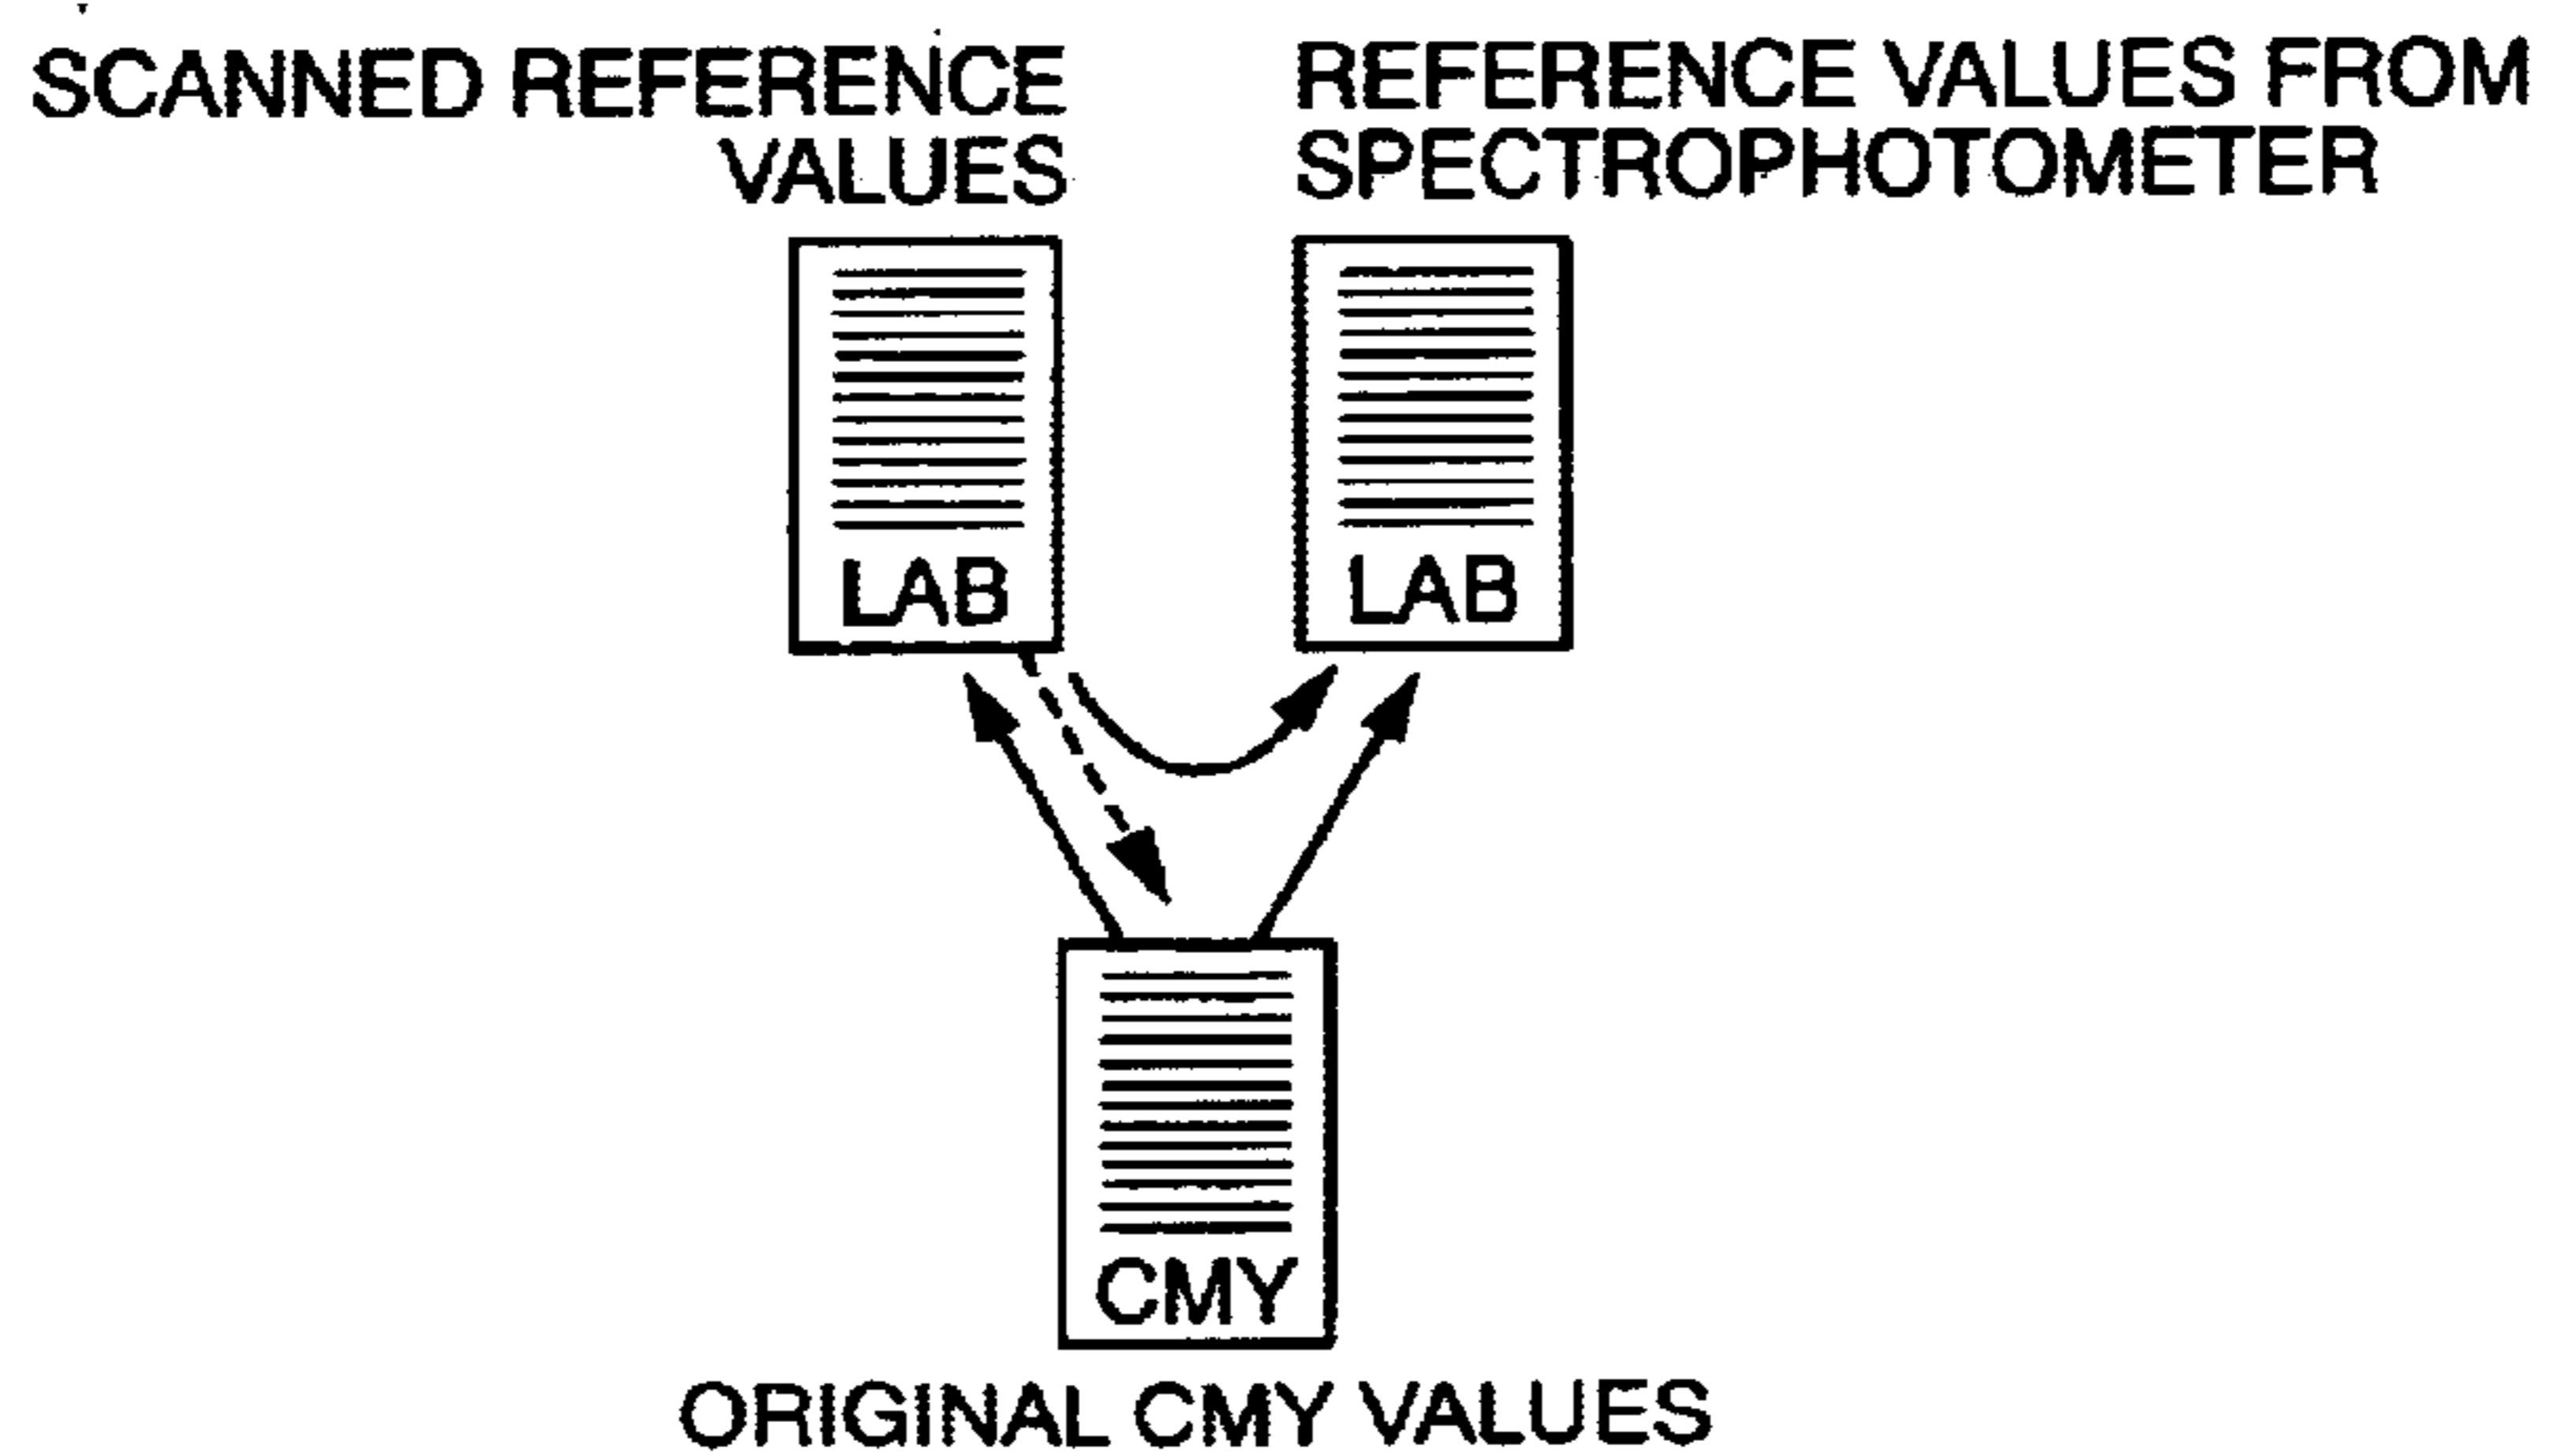 SCANNED REFERENCE
VALUES
REFERENCE VALUES FROM
SPECTROPHOTOMETER
LAB
LAB
CMY
ORIGINAL CMY VALUES